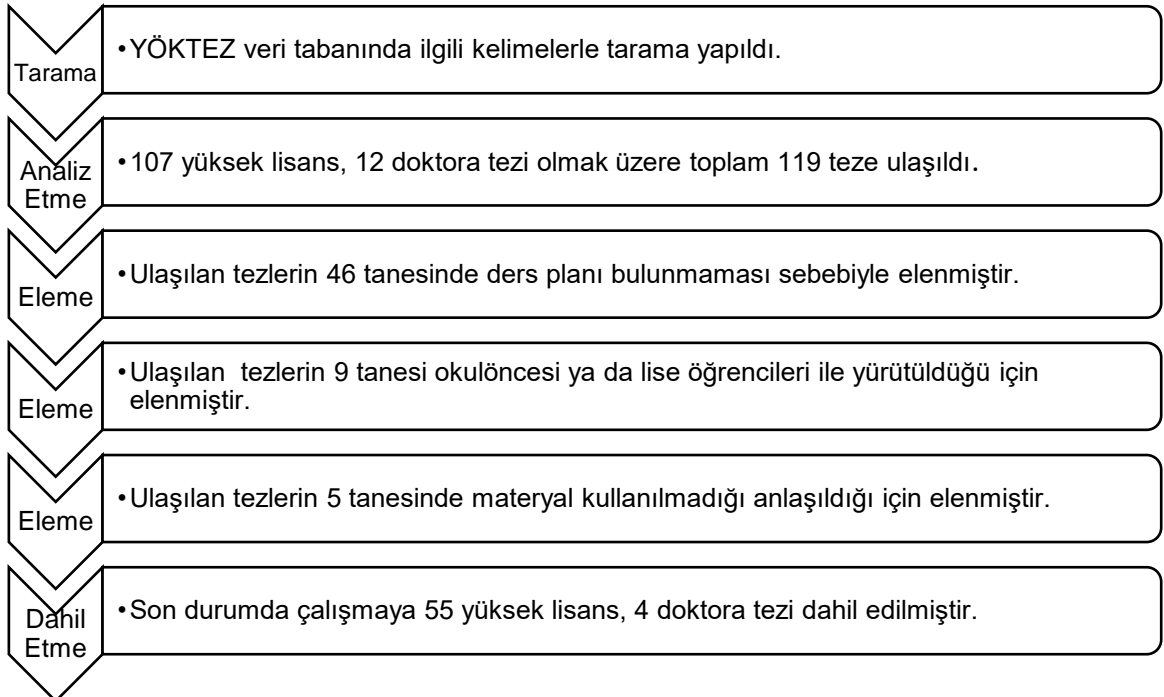 Tarama
•YÖKTEZ veri tabanında ilgili kelimelerle tarama yapıldı.
Analiz
Etme
•107 yüksek lisans, 12 doktora tezi olmak üzere toplam 119 teze ulaşıldı.
Eleme
•Ulaşılan tezlerin 46 tanesinde ders planı bulunmaması sebebiyle elenmiştir.
Eleme
•Ulaşılan tezlerin 9 tanesi okulöncesi ya da lise öğrencileri ile yürütüldüğü için
elenmiştir.
Eleme
•Ulaşılan tezlerin 5 tanesinde materyal kullanılmadığı anlaşıldığı için elenmiştir.
Dahil
Etme
•Son durumda çalışmaya 55 yüksek lisans, 4 doktora tezi dahil edilmiştir.